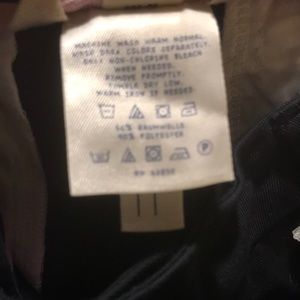 MACHINE WASH WARM NORMAL
WASH DARK COLORS SEPARATELY.
ONLY NON-CHLORINE BLEACH
WHEN NEEDED.
REMOVE PROMPTLY.
TUMBLE DRY LOW.
WARM IRON IF NEEDED.
BAUMWOLLE
40% POLYESTER
P